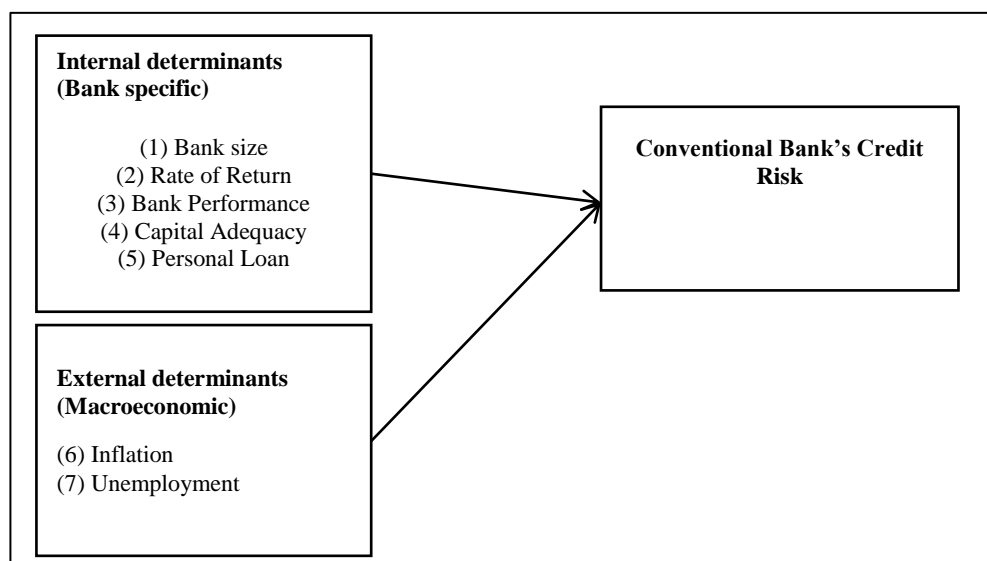 Internal determinants
(Bank specific)
(1) Bank size
(2) Rate of Return
(3) Bank Performance
(4) Capital Adequacy
(5) Personal Loan
Conventional Bank’s Credit
Risk
External determinants
(Macroeconomic)
(6) Inflation
(7) Unemployment